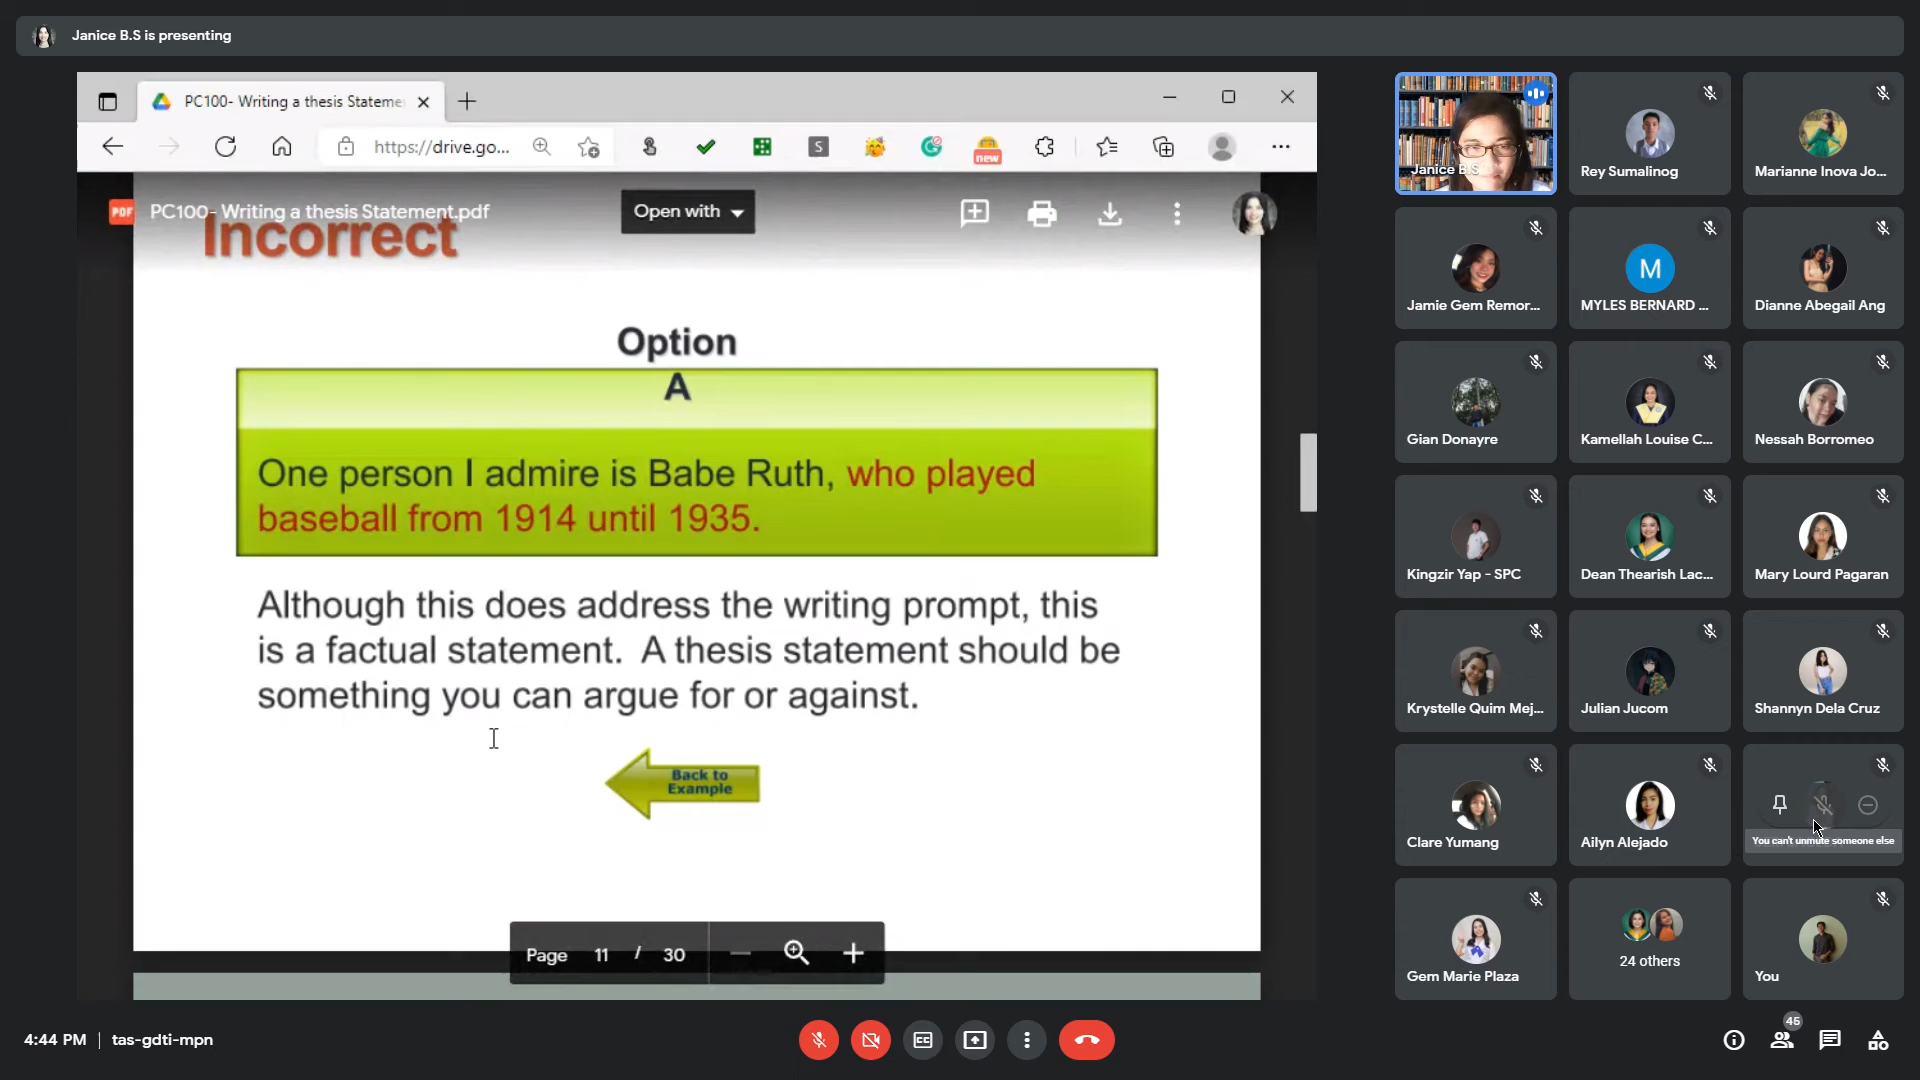 Janice B.S is presenting
PC100- Writing a thesis Stateme
https://drive.go...
S
new
PDF
PC100- Writing a thesis Statement.pdf
Open with
Incorrect
Option
A
One person I admire is Babe Ruth, who played
baseball from 1914 until 1935.
Although this does address the writing prompt, this
is a factual statement. A thesis statement should be
something you can argue for or against.
Back to
Example
Page 11 / 30
Janice B.S
Rey Sumalinog
Marianne Inova Jo...
Jamie Gem Remor...
M
MYLES BERNARD ...
Dianne Abegail Ang
Gian Donayre
Kamellah Louise C...
Nessah Borromeo
Kingzir Yap - SPC
Dean Thearish Lac...
Mary Lourd Pagaran
Krystelle Quim Mej...
Julian Jucom
Shannyn Dela Cruz
Clare Yumang
Ailyn Alejado
You can't unmute someone else
Gem Marie Plaza
24 others
You
4:44 PM
tas-gdti-mpn
45